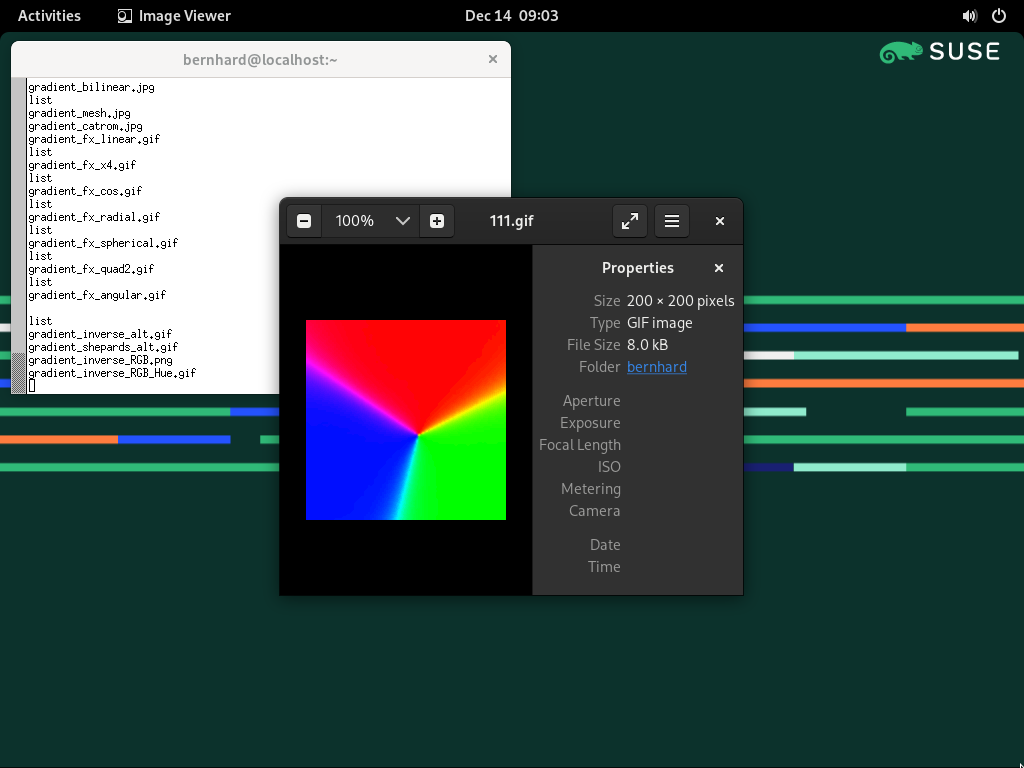 Activities
Image Viewer
Dec 14 09:03
SUSE
bernhard@localhost:~
gradient_bilinear.jpg
list
gradient_mesh.jpg
gradient_catrom.jpg
gradient_fx_linear.gif
list
gradient_fx_x4.gif
list
gradient_fx_cos.gif
list
gradient_fx_radial.gif
list
gradient_fx_spherical.gif
list
gradient_fx_quad2.gif
list
gradient_fx_angular.gif
list
gradient_inverse_alt.gif
gradient_shepards_alt.gif
gradient_inverse_RGB.png
gradient_inverse_RGB_Hue.gif
100%
111.gif
Properties
Size 200 × 200 pixels
Type GIF image
File Size 8.0 kB
Folder bernhard
Aperture
Exposure
Focal Length
ISO
Metering
Camera
Date
Time